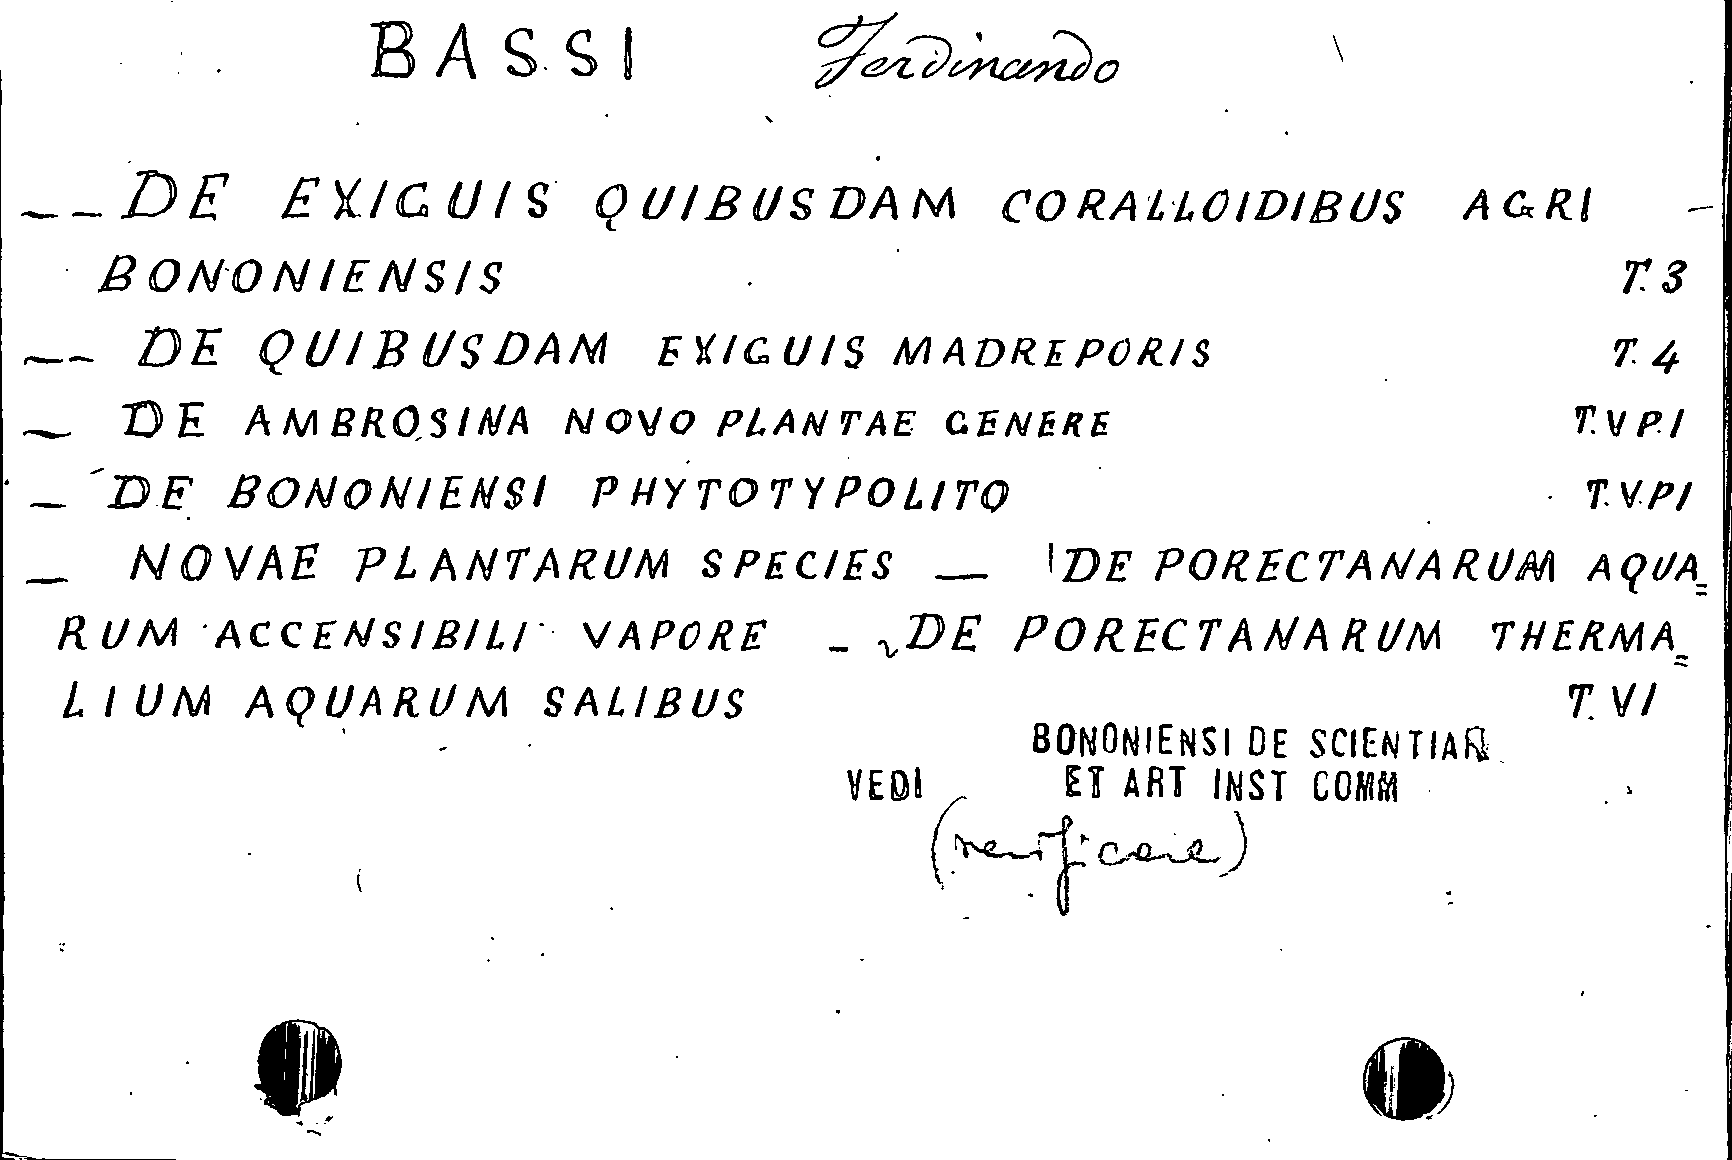 BASSI Ferdinando
-- DE EXIGUIS QUIBUSDAM CORALLOIDIBUS AGRI -
BONONIENSIS T. 3
-- DE QUIBUSDAM EXIGUIS MADREPORIS T. 4
- DE AMBROSINA NOVO PLANTAE GENERE T. V P. I
- DE BONONIENSI PHYTOTYPOLITO T. V. P I
- NOVAE PLANTARUM SPECIES — DE PORECTANARUM AQUA=
RUM ACCENSIBILI VAPORE - DE PORECTANARUM THERMA=
LIUM AQUARUM SALIBUS T. VI
BONONIENSI DE SCIENTIAR
VEDI ET ART INST COMM
(verificare)